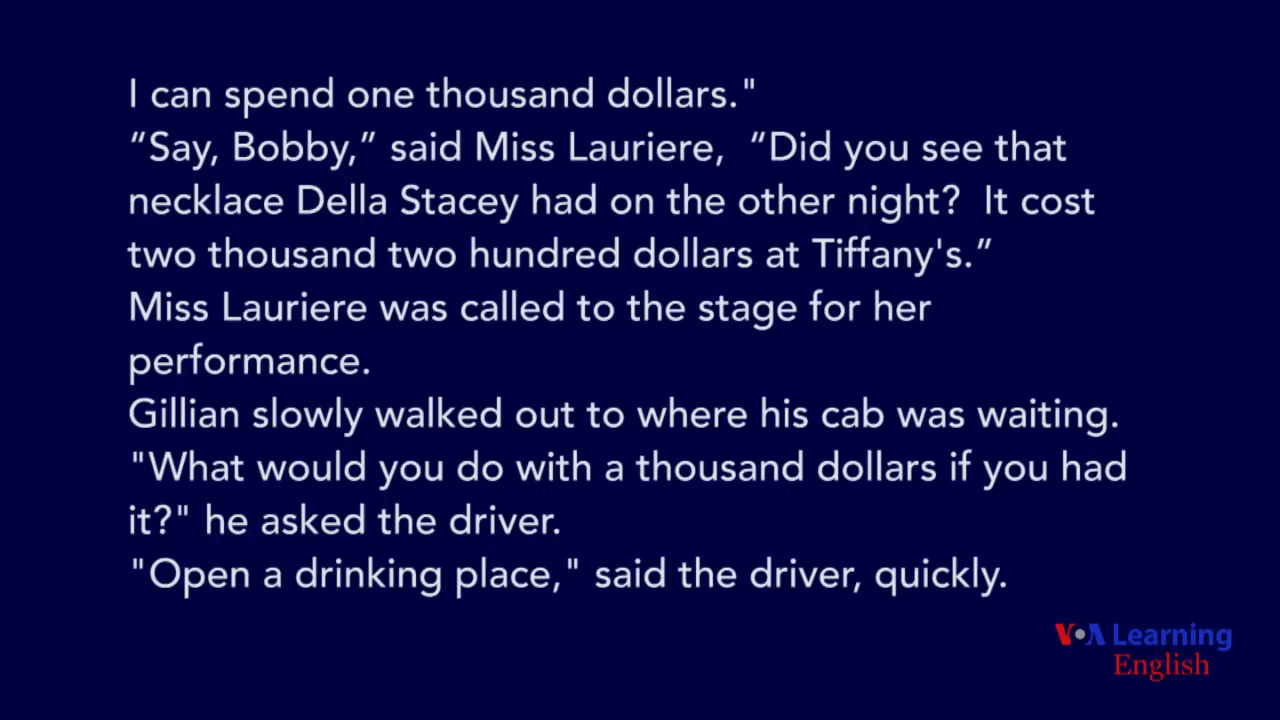 I can spend one thousand dollars."
“Say, Bobby,” said Miss Lauriere,  “Did you see that
necklace Della Stacey had on the other night?  It cost
two thousand two hundred dollars at Tiffany's.”
Miss Lauriere was called to the stage for her
performance.
Gillian slowly walked out to where his cab was waiting.
"What would you do with a thousand dollars if you had
it?" he asked the driver.
"Open a drinking place," said the driver, quickly.
VOA Learning
English